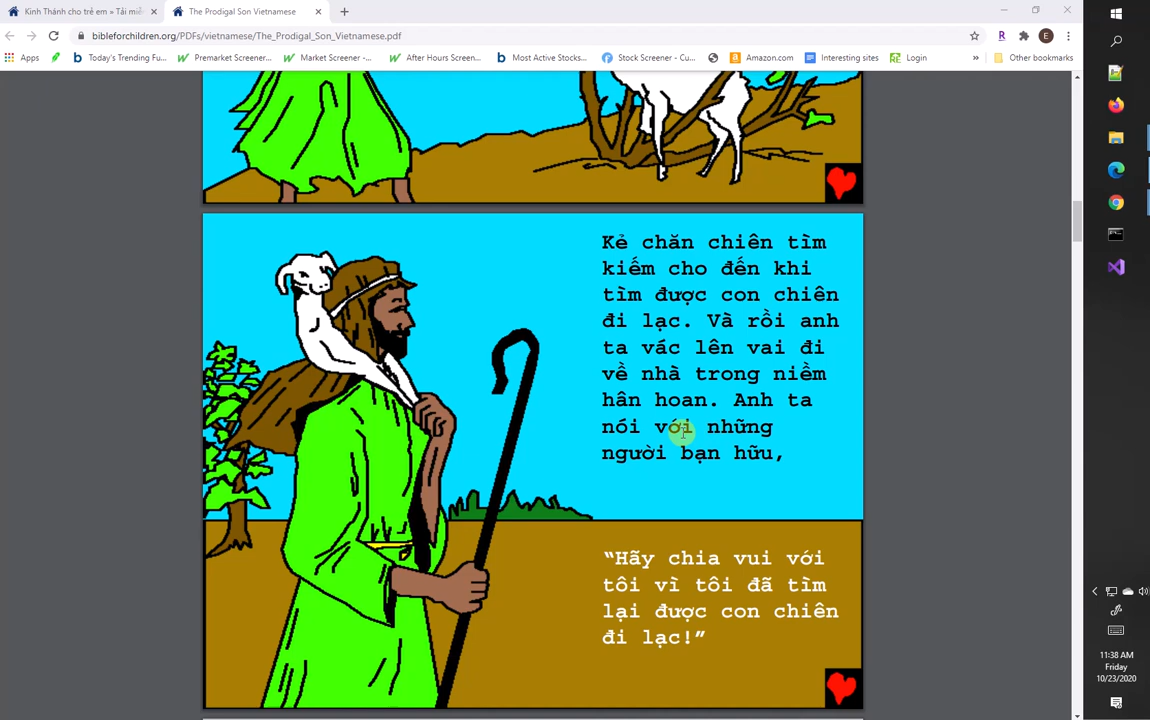 Kinh Thánh cho trẻ em » Tải miễ
The Prodigal Son Vietnamese
bibleforchildren.org/PDFs/vietnamese/The_Prodigal_Son_Vietnamese.pdf
R
E
Apps
Today's Trending Fu...
Premarket Screener...
Market Screener -...
After Hours Screen...
Most Active Stocks...
Stock Screener - Cu...
Amazon.com
Interesting sites
Login
»
Other bookmarks
Kẻ chăn chiên tìm
kiếm cho đến khi
tìm được con chiên
đi lạc. Và rồi anh
ta vác lên vai đi
về nhà trong niềm
hân hoan. Anh ta
nói với những
người bạn hữu,
“Hãy chia vui với
tôi vì tôi đã tìm
lại được con chiên
đi lạc!”
11:38 AM
Friday
10/23/2020